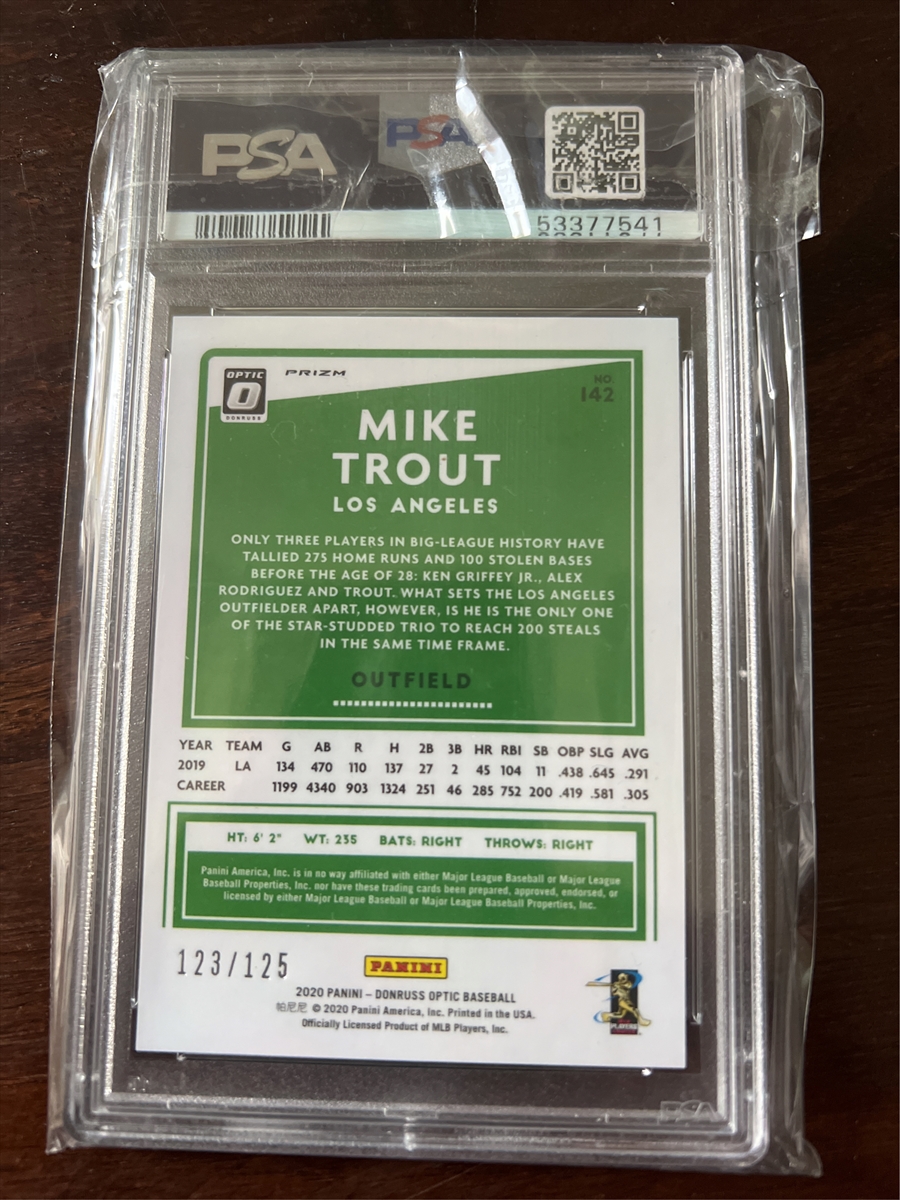 PSA
PSA
53377541
OPTIC
DONRUSS
PRIZM
NO.
142
MIKE
TROUT
LOS ANGELES
ONLY THREE PLAYERS IN BIG-LEAGUE HISTORY HAVE
TALLIED 275 HOME RUNS AND 100 STOLEN BASES
BEFORE THE AGE OF 28: KEN GRIFFEY JR., ALEX
RODRIGUEZ AND TROUT. WHAT SETS THE LOS ANGELES
OUTFIELDER APART, HOWEVER, IS HE IS THE ONLY ONE
OF THE STAR-STUDDED TRIO TO REACH 200 STEALS
IN THE SAME TIME FRAME.
OUTFIELD
YEAR TEAM G AB R H 2B 3B HR RBI SB OBP SLG AVG
2019 LA 134 470 110 137 27 2 45 104 11 .438 .645 .291
CAREER 1199 4340 903 1324 251 46 285 752 200 .419 .581 .305
HT: 6' 2" WT: 235 BATS: RIGHT THROWS: RIGHT
Panini America, Inc. is in no way affiliated with either Major League Baseball or Major League
Baseball Properties, Inc. nor have these trading cards been prepared, approved, endorsed, or
licensed by either Major League Baseball or Major League Baseball Properties, Inc.
123/125
PANINI
2020 PANINI – DONRUSS OPTIC BASEBALL
帕尼尼 © 2020 Panini America, Inc. Printed in the USA.
Officially Licensed Product of MLB Players, Inc.
PLAYERS
PSA